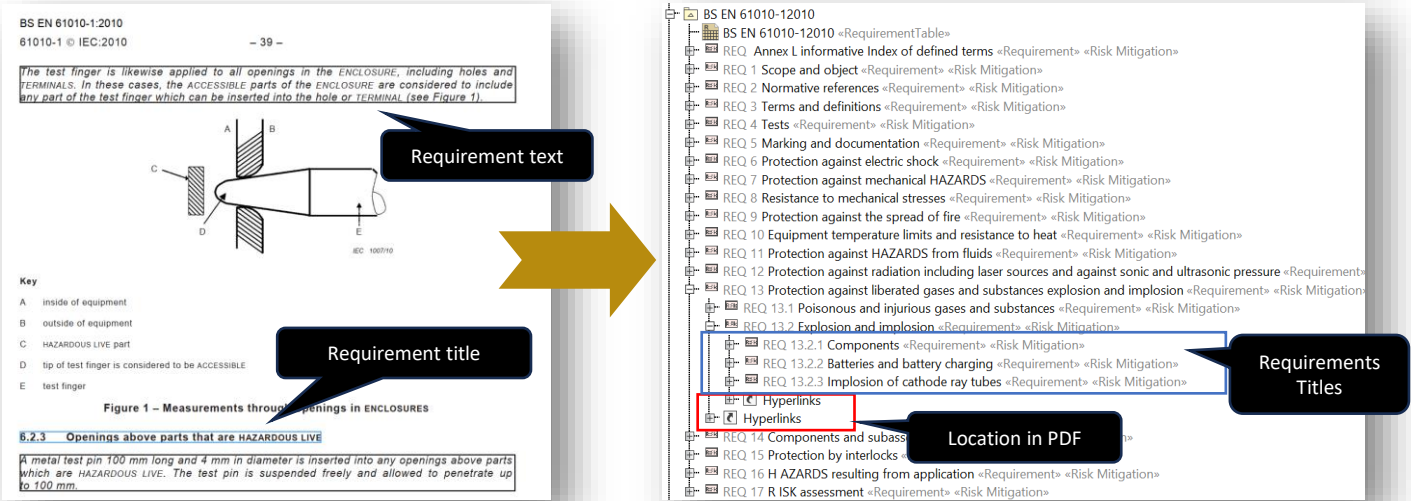 BS EN 61010-1:2010
61010-1 © IEC:2010
– 39 –
The test finger is likewise applied to all openings in the ENCLOSURE, including holes and
TERMINALS. In these cases, the ACCESSIBLE parts of the ENCLOSURE are considered to include
any part of the test finger which can be inserted into the hole or TERMINAL (see Figure 1).
Requirement text
A
B
C
D
E
IEC 1007/10
Key
A inside of equipment
B outside of equipment
C HAZARDOUS LIVE part
D tip of test finger is considered to be ACCESSIBLE
E test finger
Requirement title
Figure 1 – Measurements through openings in ENCLOSURES
6.2.3 Openings above parts that are HAZARDOUS LIVE
A metal test pin 100 mm long and 4 mm in diameter is inserted into any openings above parts
which are HAZARDOUS LIVE. The test pin is suspended freely and allowed to penetrate up
to 100 mm.
BS EN 61010-12010
BS EN 61010-12010 «RequirementTable»
REQ Annex L informative Index of defined terms «Requirement» «Risk Mitigation»
REQ 1 Scope and object «Requirement» «Risk Mitigation»
REQ 2 Normative references «Requirement» «Risk Mitigation»
REQ 3 Terms and definitions «Requirement» «Risk Mitigation»
REQ 4 Tests «Requirement» «Risk Mitigation»
REQ 5 Marking and documentation «Requirement» «Risk Mitigation»
REQ 6 Protection against electric shock «Requirement» «Risk Mitigation»
REQ 7 Protection against mechanical HAZARDS «Requirement» «Risk Mitigation»
REQ 8 Resistance to mechanical stresses «Requirement» «Risk Mitigation»
REQ 9 Protection against the spread of fire «Requirement» «Risk Mitigation»
REQ 10 Equipment temperature limits and resistance to heat «Requirement» «Risk Mitigation»
REQ 11 Protection against HAZARDS from fluids «Requirement» «Risk Mitigation»
REQ 12 Protection against radiation including laser sources and against sonic and ultrasonic pressure «Requirement»
REQ 13 Protection against liberated gases and substances explosion and implosion «Requirement» «Risk Mitigation»
REQ 13.1 Poisonous and injurious gases and substances «Requirement» «Risk Mitigation»
REQ 13.2 Explosion and implosion «Requirement» «Risk Mitigation»
REQ 13.2.1 Components «Requirement» «Risk Mitigation»
REQ 13.2.2 Batteries and battery charging «Requirement» «Risk Mitigation»
REQ 13.2.3 Implosion of cathode ray tubes «Requirement» «Risk Mitigation»
Requirements
Titles
Hyperlinks
Hyperlinks
Location in PDF
REQ 14 Components and
REQ 15 Protection by interlocks
REQ 16 H AZARDS resulting from application «Requirement» «Risk Mitigation»
REQ 17 R ISK assessment «Requirement» «Risk Mitigation»